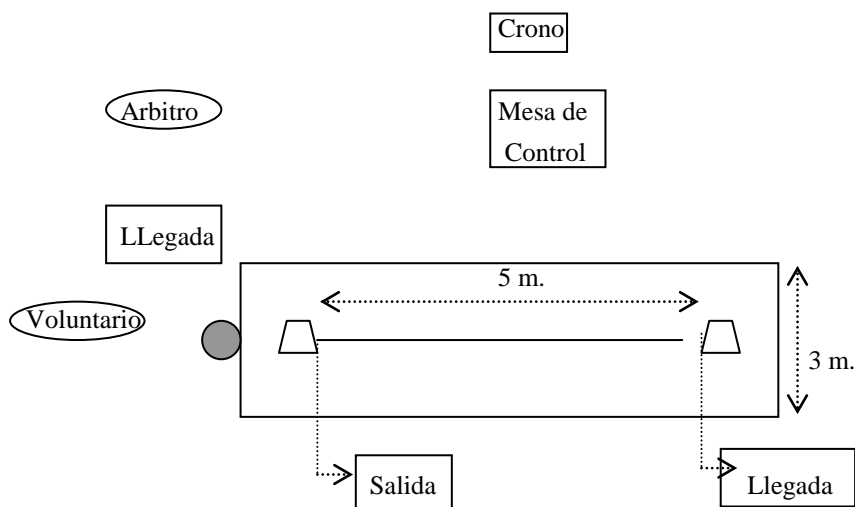 Crono
Arbitro
Mesa de
Control
LLegada
5 m.
Voluntario
3 m.
Salida
Llegada